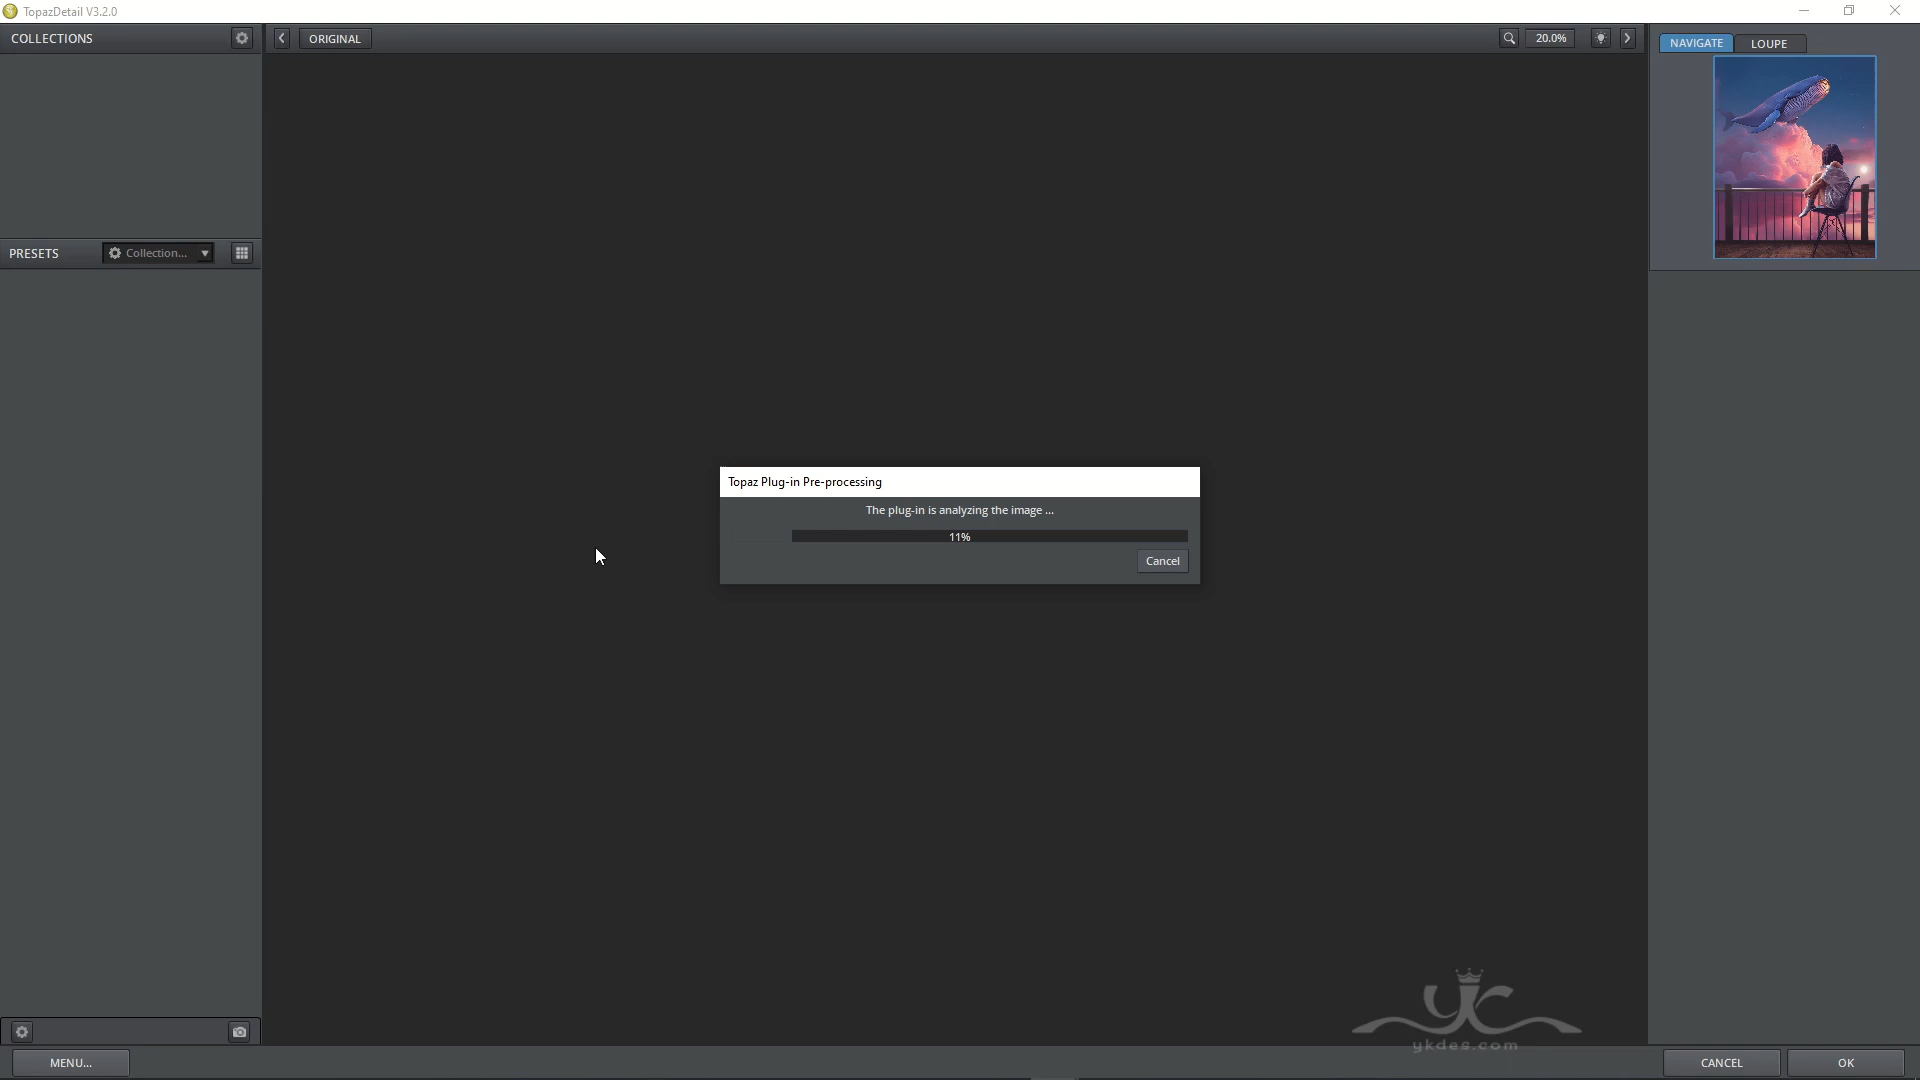 TopazDetail V3.2.0
COLLECTIONS
ORIGINAL
20.0%
NAVIGATE
LOUPE
PRESETS
Collection...
Topaz Plug-in Pre-processing
The plug-in is analyzing the image ...
11%
Cancel
ykdes.com
MENU...
CANCEL
OK